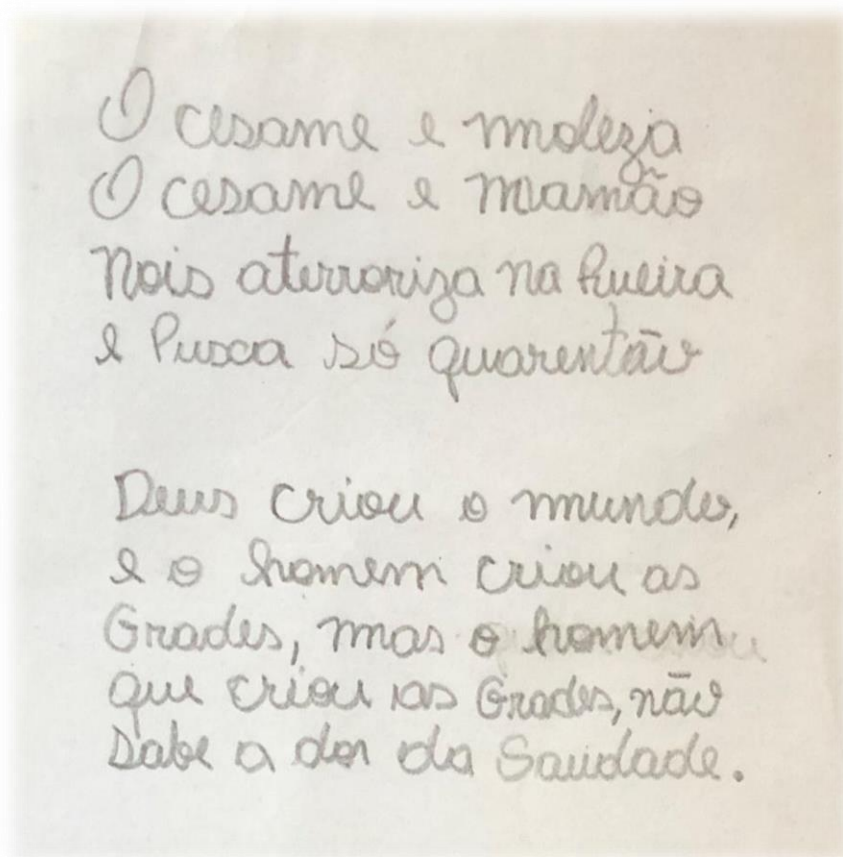 O cesame e moleza
O cesame e mamão
Nois aterroriza na hueira
e Puxa só quarentão
Deus criou o mundo,
e o homem criou as
Grades, mas o homem
que criou as Grades, não
Sabe a dor da Saudade.